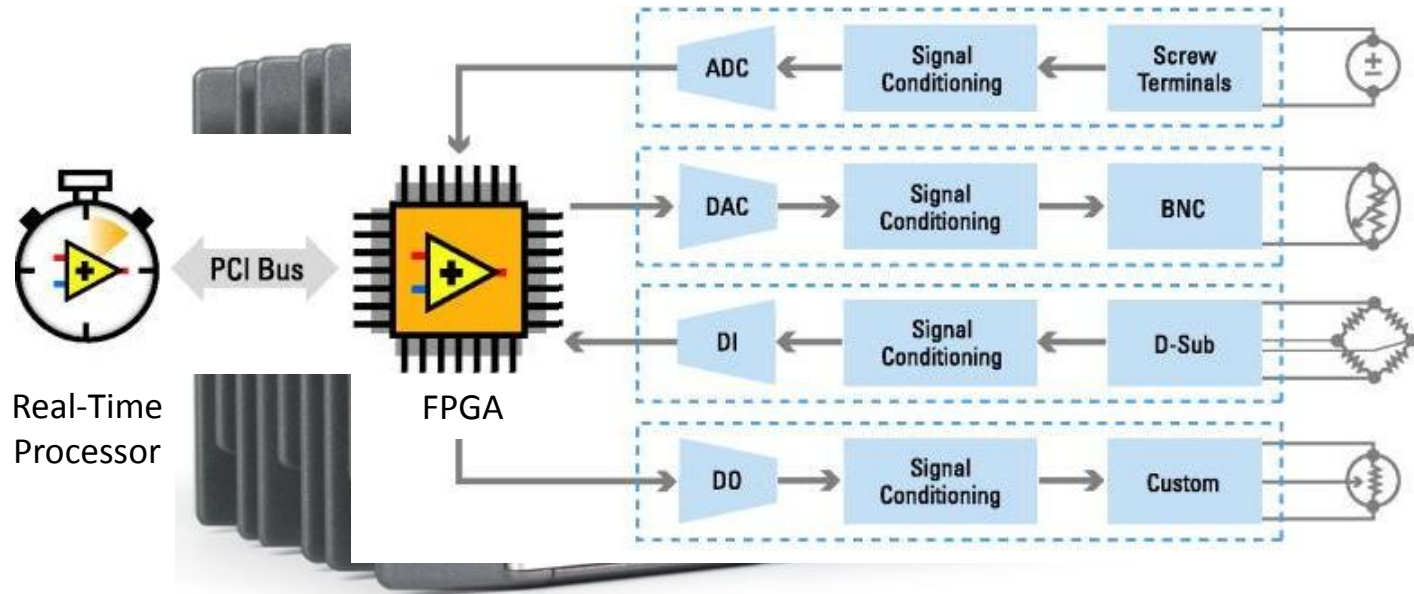 ADC
Signal
Conditioning
Screw
Terminals
DAC
Signal
Conditioning
BNC
PCI Bus
DI
Signal
Conditioning
D-Sub
Real-Time
Processor
FPGA
DO
Signal
Conditioning
Custom